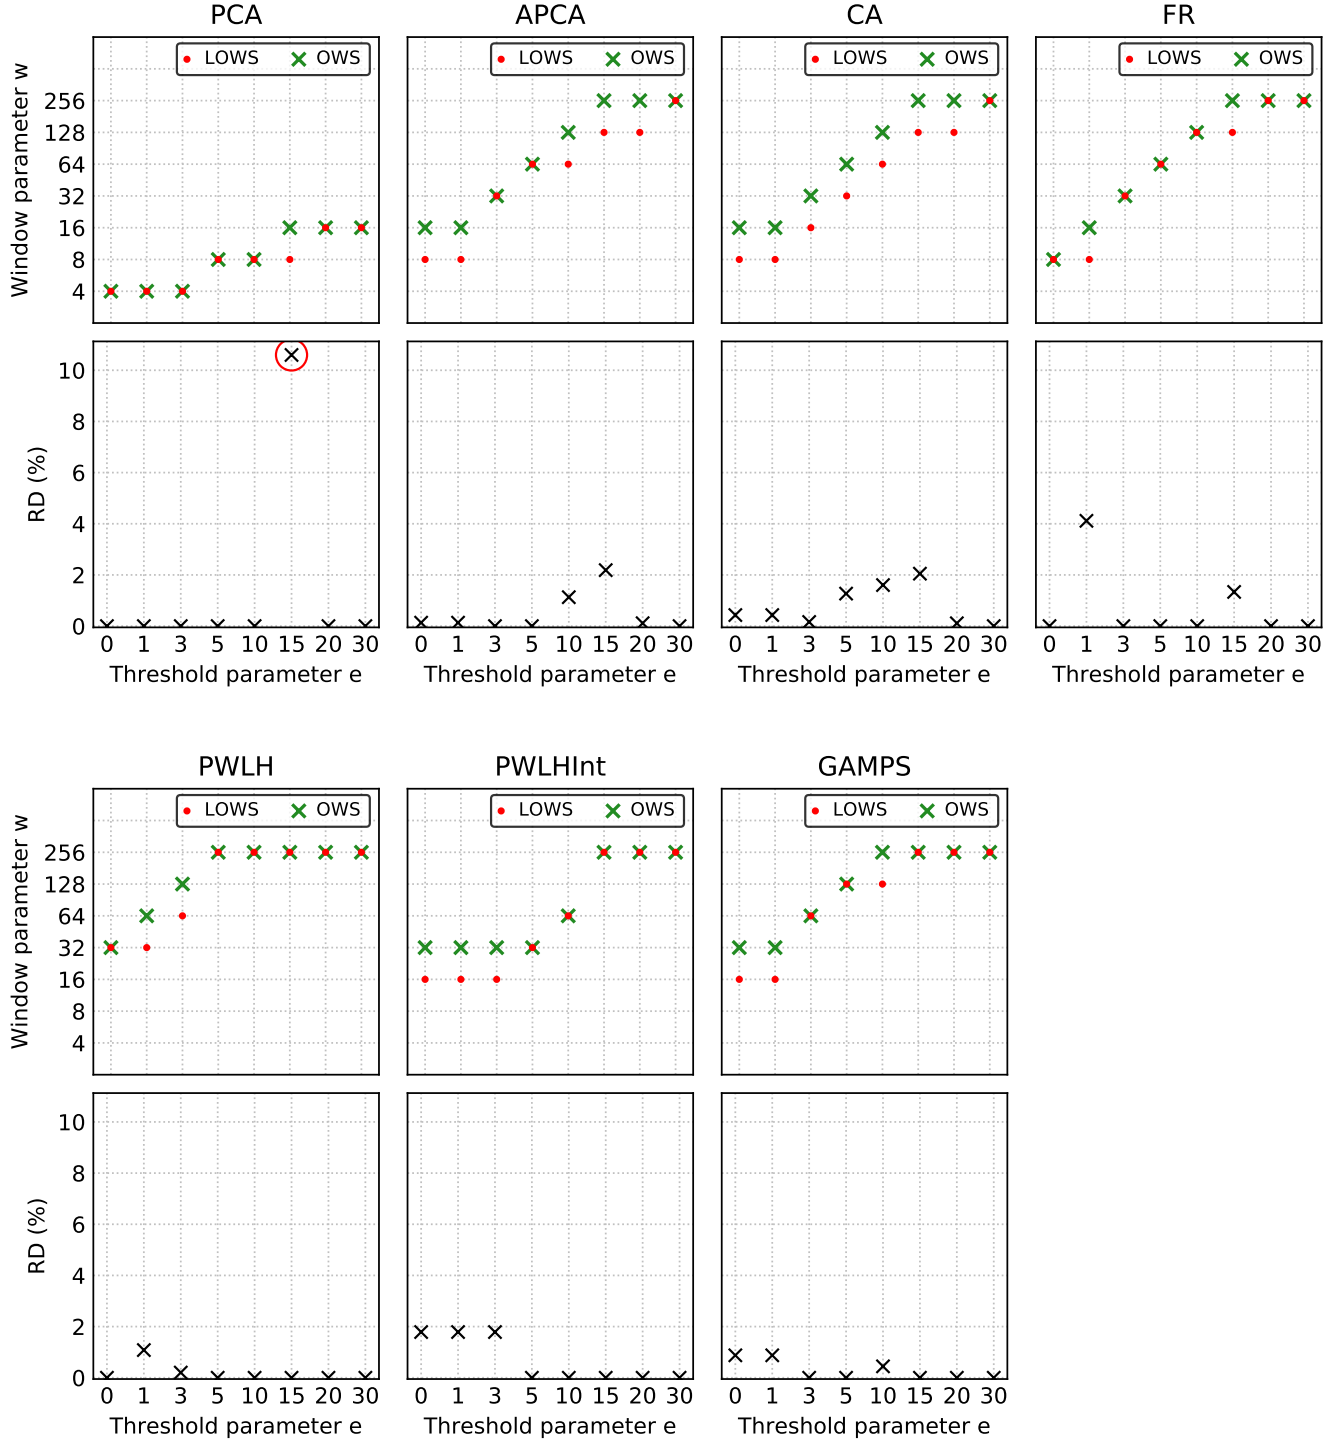 PCA APCA CA FR
LOWS OWS LOWS OWS LOWS OWS LOWS OWS
Window parameter w
256
128
64
32
16
8
4
RD (%)
10
8
6
4
2
0
0 1 3 5 10 15 20 30 0 1 3 5 10 15 20 30 0 1 3 5 10 15 20 30 0 1 3 5 10 15 20 30
Threshold parameter e Threshold parameter e Threshold parameter e Threshold parameter e
PWLH PWLHInt GAMPS
LOWS OWS LOWS OWS LOWS OWS
Window parameter w
256
128
64
32
16
8
4
RD (%)
10
8
6
4
2
0
0 1 3 5 10 15 20 30 0 1 3 5 10 15 20 30 0 1 3 5 10 15 20 30
Threshold parameter e Threshold parameter e Threshold parameter e